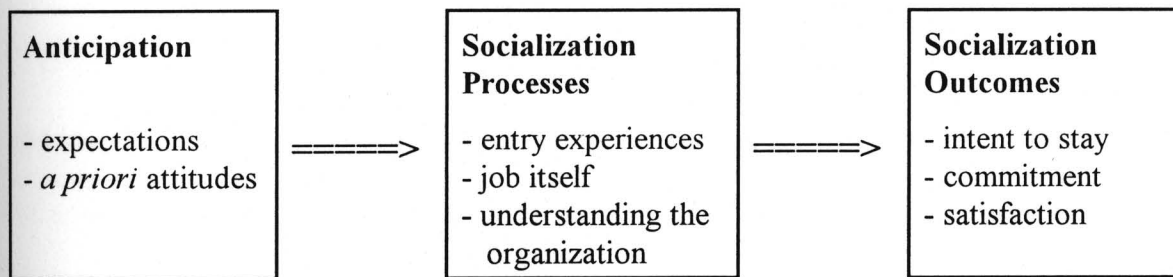 Anticipation
- expectations
- a priori attitudes
=====>
Socialization
Processes
- entry experiences
- job itself
- understanding the
organization
=====>
Socialization
Outcomes
- intent to stay
- commitment
- satisfaction